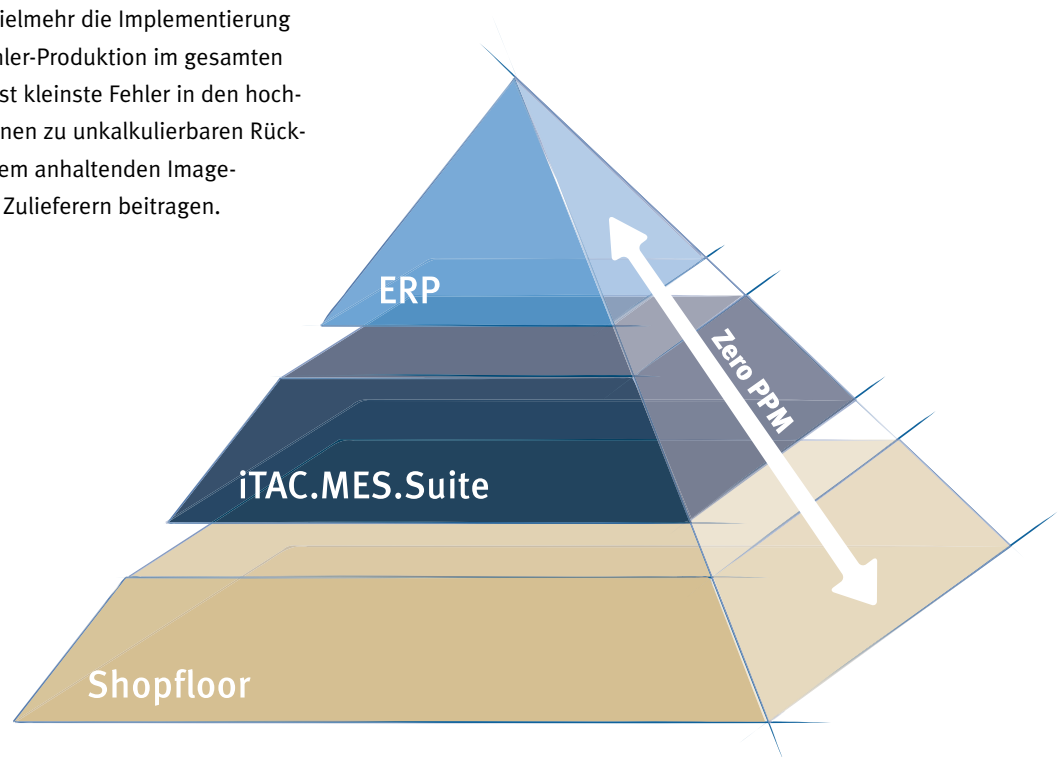 ielmehr die Implementierung
ler-Produktion im gesamten
st kleinste Fehler in den hoch-
nen zu unkalkulierbaren Rück-
em anhaltenden Image-
Zulieferern beitragen.
ERP
Zero PPM
iTAC.MES.Suite
Shopfloor